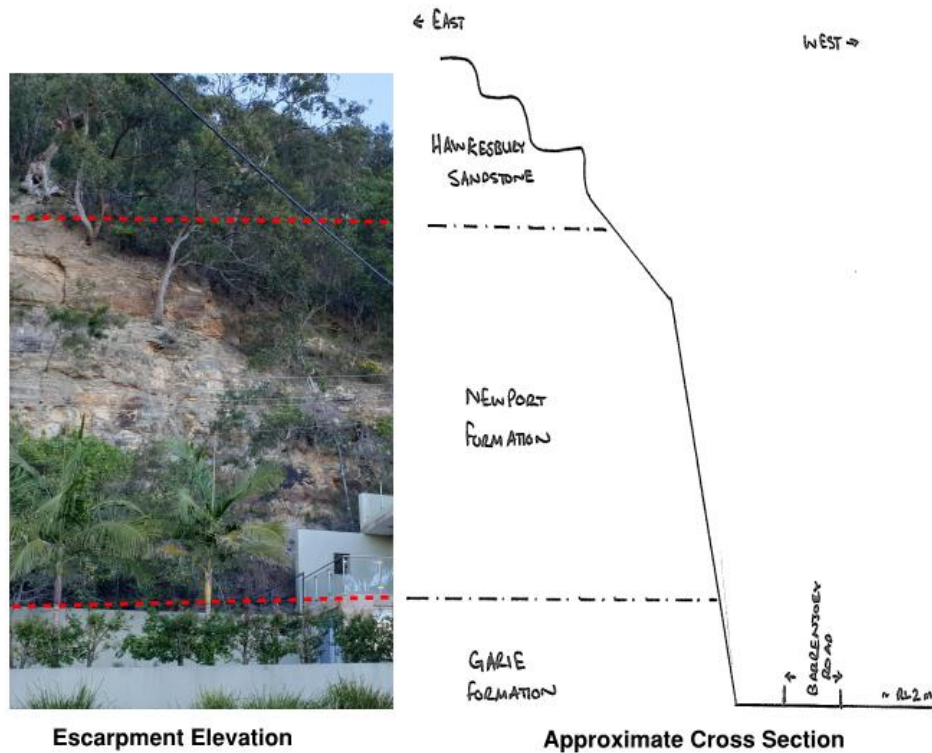 ← EAST
WEST →
HAWKESBURY
SANDSTONE
NEWPORT
FORMATION
GARIE
FORMATION
BARRENJOEY
ROAD
~ RL2m
Escarpment Elevation
Approximate Cross Section